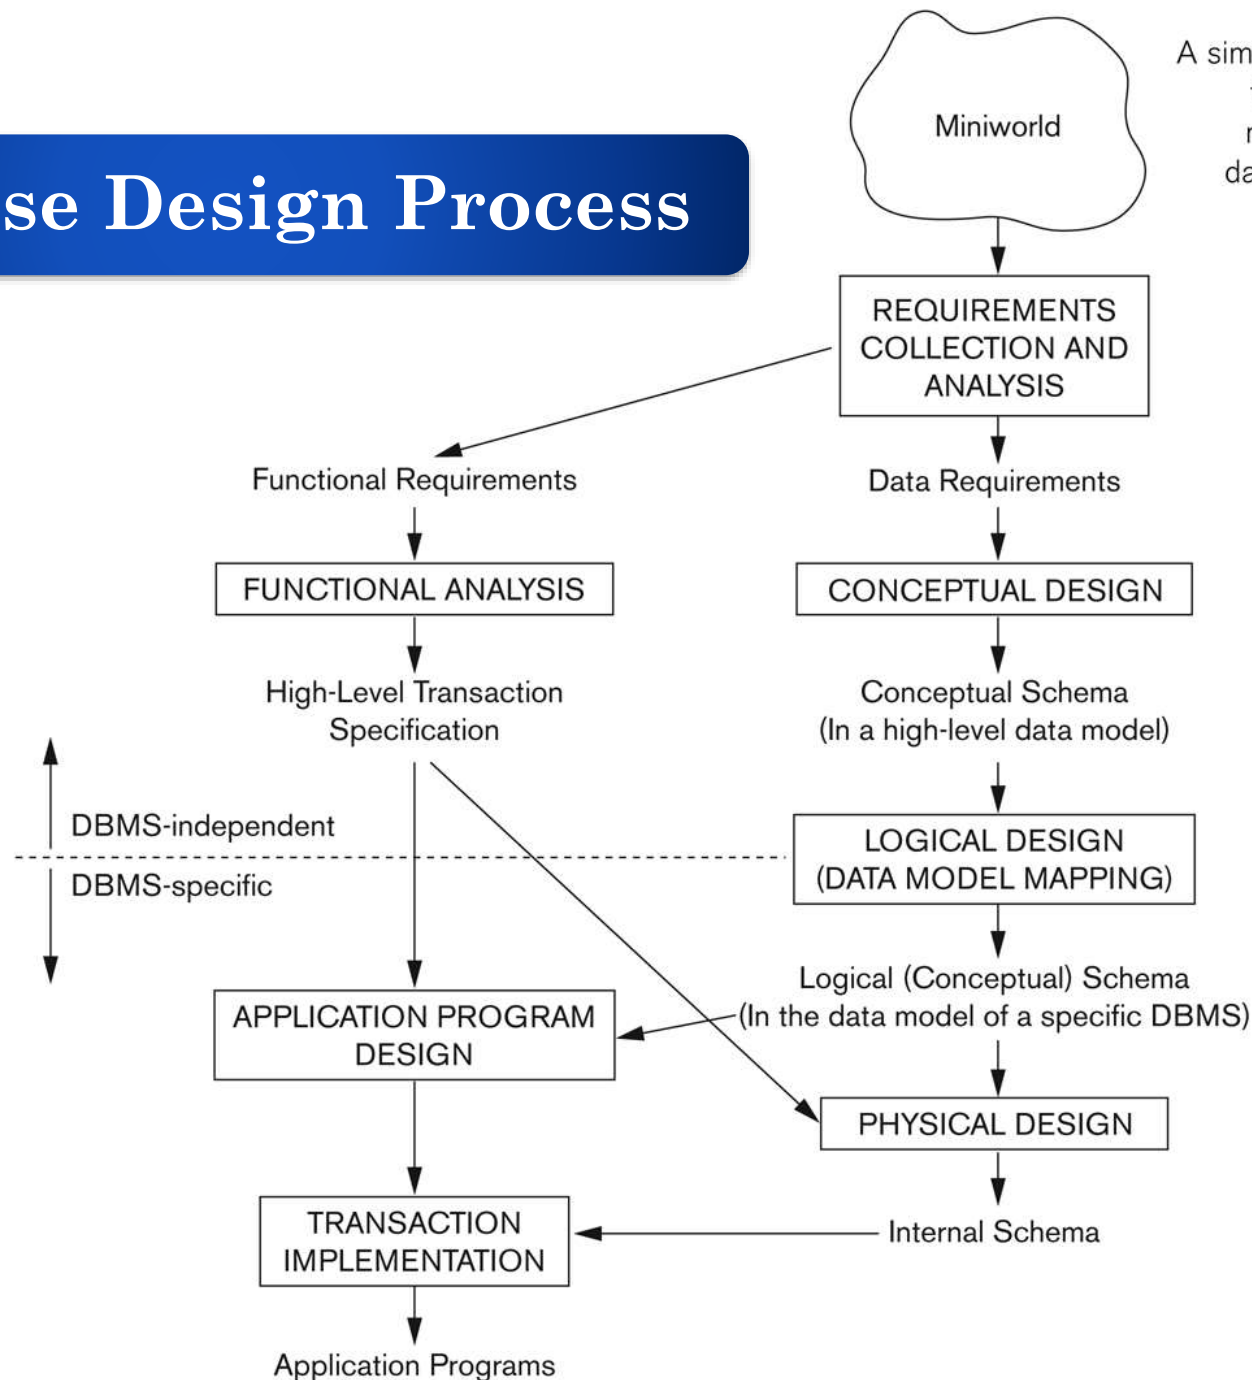 se Design Process
Miniworld
A sim
da
REQUIREMENTS
COLLECTION AND
ANALYSIS
Functional Requirements
Data Requirements
FUNCTIONAL ANALYSIS
CONCEPTUAL DESIGN
High-Level Transaction
Specification
Conceptual Schema
(In a high-level data model)
DBMS-independent
DBMS-specific
LOGICAL DESIGN
(DATA MODEL MAPPING)
Logical (Conceptual) Schema
(In the data model of a specific DBMS)
APPLICATION PROGRAM
DESIGN
PHYSICAL DESIGN
TRANSACTION
IMPLEMENTATION
Internal Schema
Application Programs